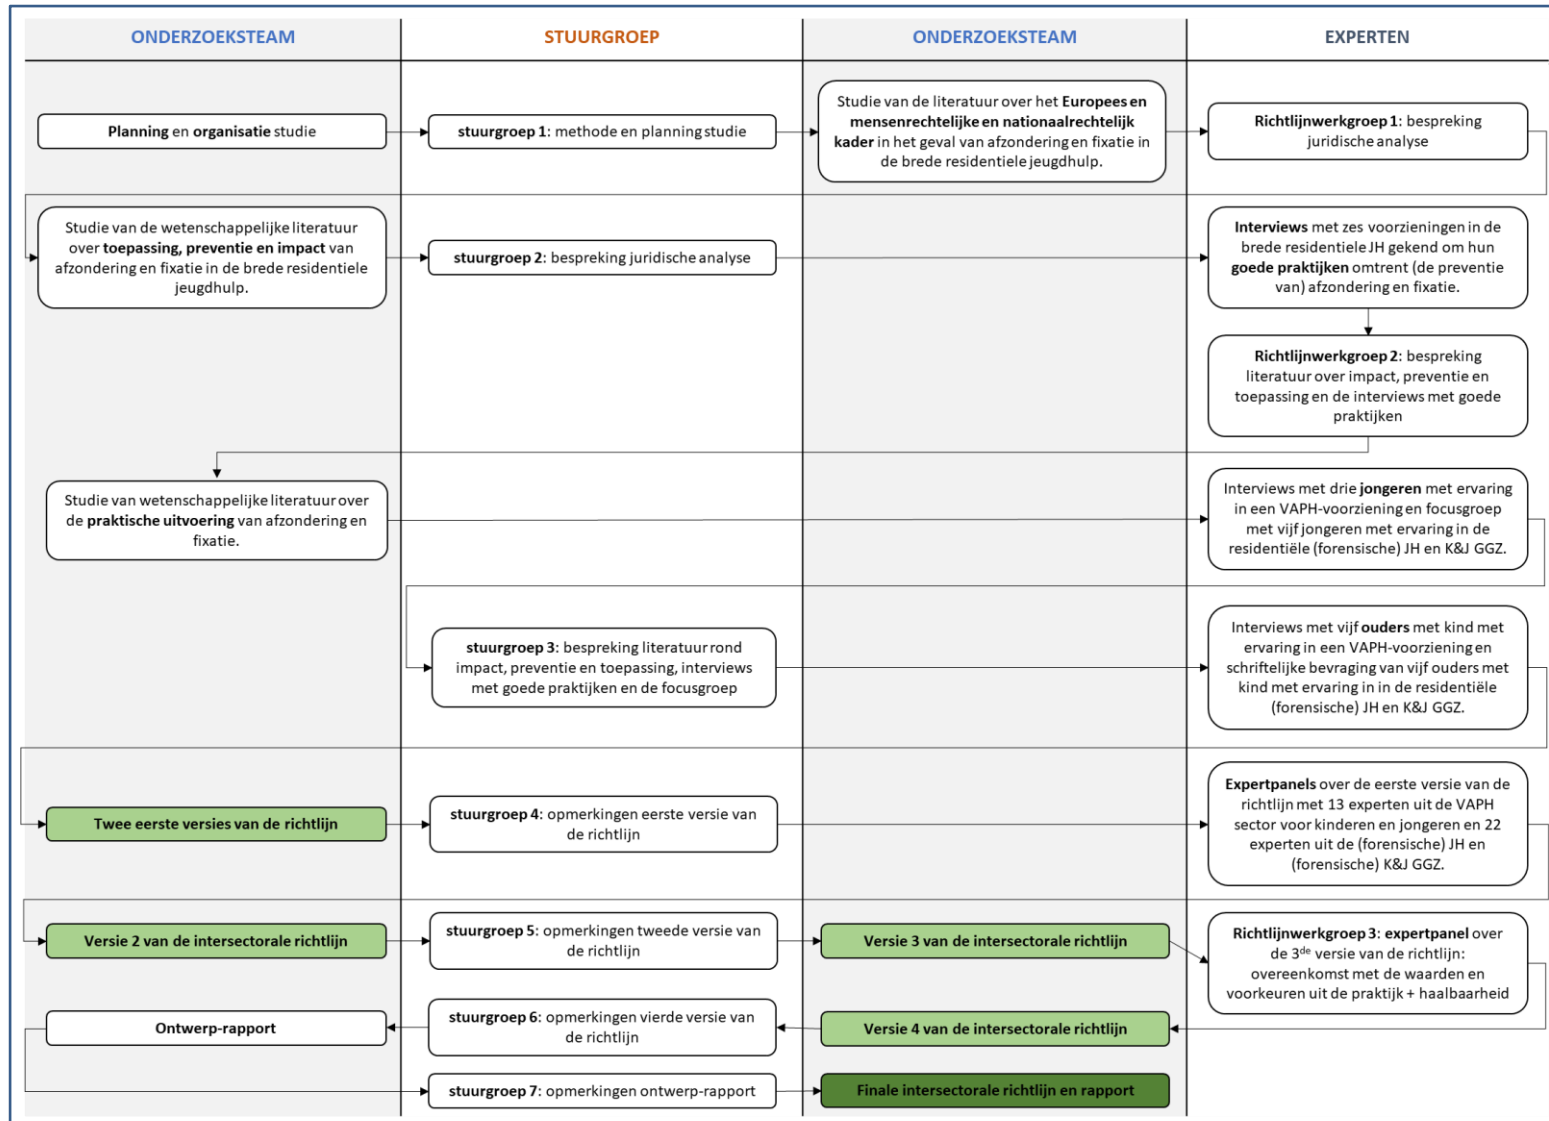 ONDERZOEKSTEAM
STUURGROEP
ONDERZOEKSTEAM
EXPERTEN
Planning en organisatie studie
stuurgroep 1: methode en planning studie
Studie van de literatuur over het Europees en
mensenrechtelijke en nationaalrechtelijk
kader in het geval van afzondering en fixatie in
de brede residentiele jeugdhulp.
Richtlijnwerkgroep 1: bespreking
juridische analyse
Studie van de wetenschappelijke literatuur
over toepassing, preventie en impact van
afzondering en fixatie in de brede residentiele
jeugdhulp.
stuurgroep 2: bespreking juridische analyse
Interviews met zes voorzieningen in de
brede residentiele JH gekend om hun
goede praktijken omtrent (de preventie
van) afzondering en fixatie.
Richtlijnwerkgroep 2: bespreking
literatuur over impact, preventie en
toepassing en de interviews met goede
praktijken
Studie van wetenschappelijke literatuur over
de praktische uitvoering van afzondering en
fixatie.
Interviews met drie jongeren met ervaring
in een VAPH-voorziening en focusgroep
met vijf jongeren met ervaring in de
residentiële (forensische) JH en K&J GGZ.
stuurgroep 3: bespreking literatuur rond
impact, preventie en toepassing, interviews
met goede praktijken en de focusgroep
Interviews met vijf ouders met kind met
ervaring in een VAPH-voorziening en
schriftelijke bevraging van vijf ouders met
kind met ervaring in in de residentiële
(forensische) JH en K&J GGZ.
Twee eerste versies van de richtlijn
stuurgroep 4: opmerkingen eerste versie van
de richtlijn
Expertpanels over de eerste versie van de
richtlijn met 13 experten uit de VAPH
sector voor kinderen en jongeren en 22
experten uit de (forensische) JH en
(forensische) K&J GGZ.
Versie 2 van de intersectorale richtlijn
stuurgroep 5: opmerkingen tweede versie van
de richtlijn
Versie 3 van de intersectorale richtlijn
Richtlijnwerkgroep 3: expertpanel over
de 3de versie van de richtlijn:
overeenkomst met de waarden en
voorkeuren uit de praktijk + haalbaarheid
Ontwerp-rapport
stuurgroep 6: opmerkingen vierde versie van
de richtlijn
Versie 4 van de intersectorale richtlijn
stuurgroep 7: opmerkingen ontwerp-rapport
Finale intersectorale richtlijn en rapport